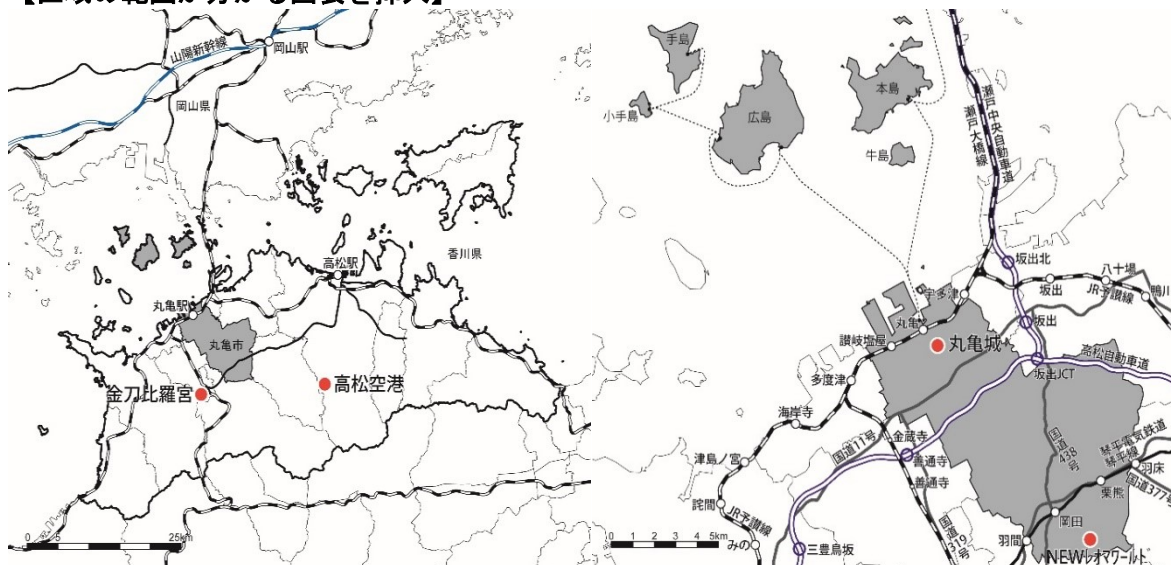 【区域の範囲が分かる図表を挿入】
山陽新幹線
岡山駅
岡山県
香川県
高松駅
丸亀駅
丸亀市
金刀比羅宮
高松空港
0 5 25km
手島
小手島
広島
本島
牛島
瀬戸中央自動車道
瀬戸大橋線
坂出北
八十場
坂出
JR予讃線
鴨川
宇多津
丸亀
坂出
讃岐塩屋
丸亀城
高松自動車道
坂出JCT
多度津
海岸寺
金蔵寺
国道11号
善通寺
善通寺
国道438号
琴平電気鉄道
琴平線
羽床
津島ノ宮
国道377号
栗熊
詫間
岡田
JR予讃線
国道319号
羽間
みの
三豊鳥坂
NEWレオマワールド
0 1 2 3 4 5km